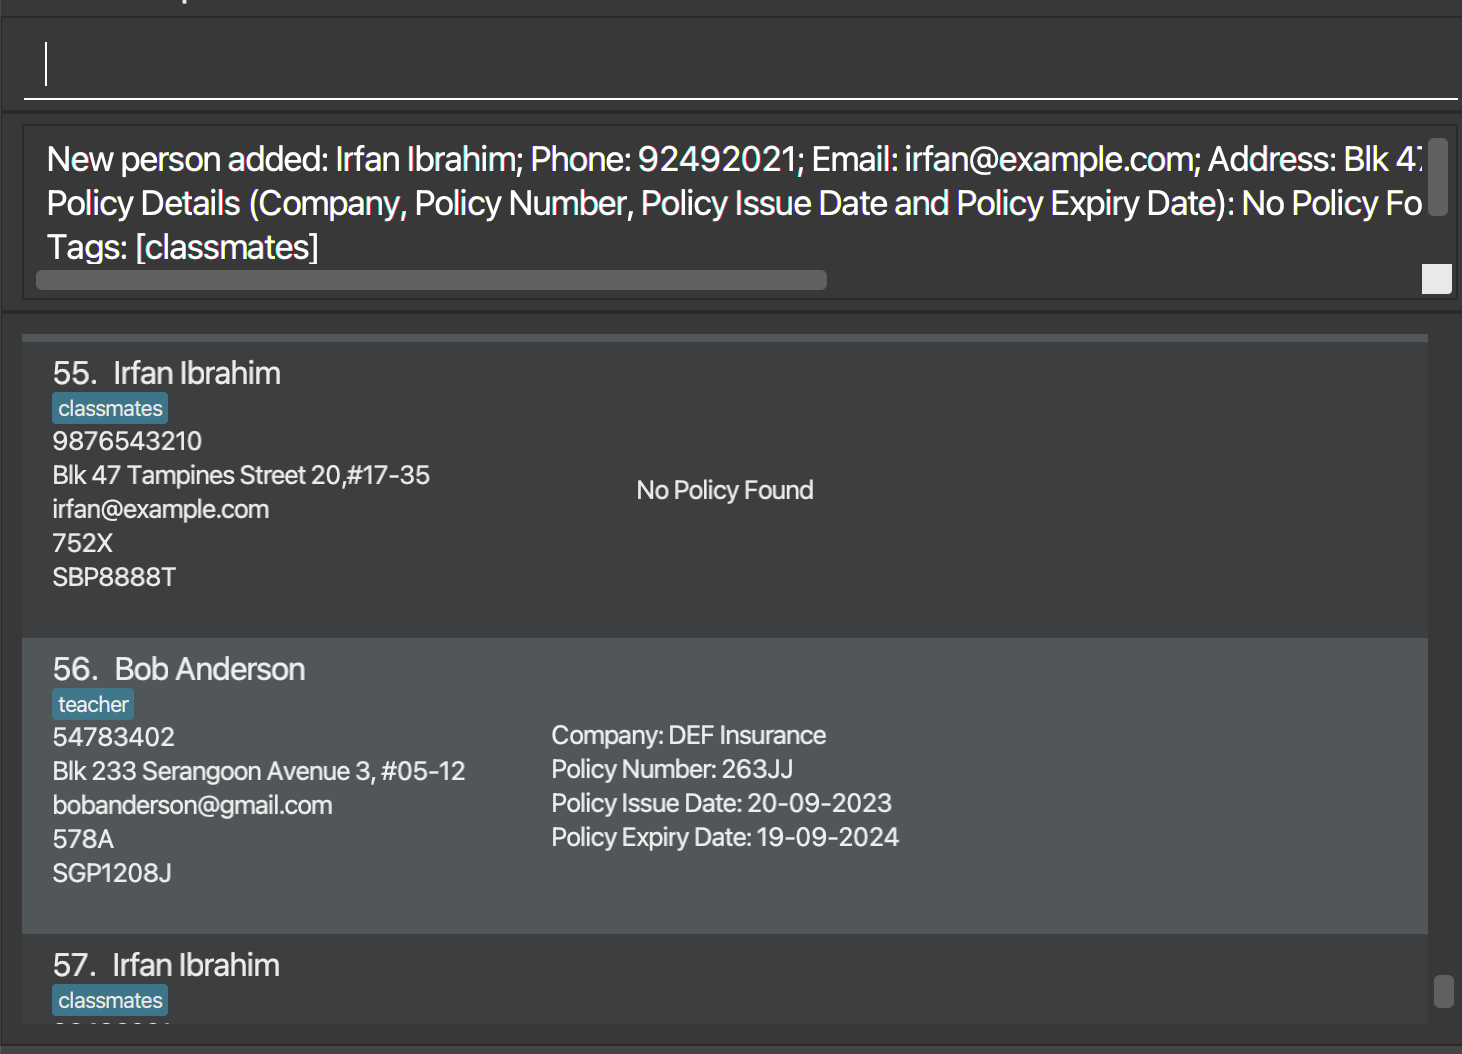 New person added: Irfan Ibrahim; Phone: 92492021; Email: irfan@example.com; Address: Blk 47
Policy Details (Company, Policy Number, Policy Issue Date and Policy Expiry Date): No Policy Fo
Tags: [classmates]
55. Irfan Ibrahim
classmates
9876543210
Blk 47 Tampines Street 20,#17-35
No Policy Found
irfan@example.com
752X
SBP8888T
56. Bob Anderson
teacher
54783402
Blk 233 Serangoon Avenue 3, #05-12
bobanderson@gmail.com
578A
SGP1208J
Company: DEF Insurance
Policy Number: 263JJ
Policy Issue Date: 20-09-2023
Policy Expiry Date: 19-09-2024
57. Irfan Ibrahim
classmates